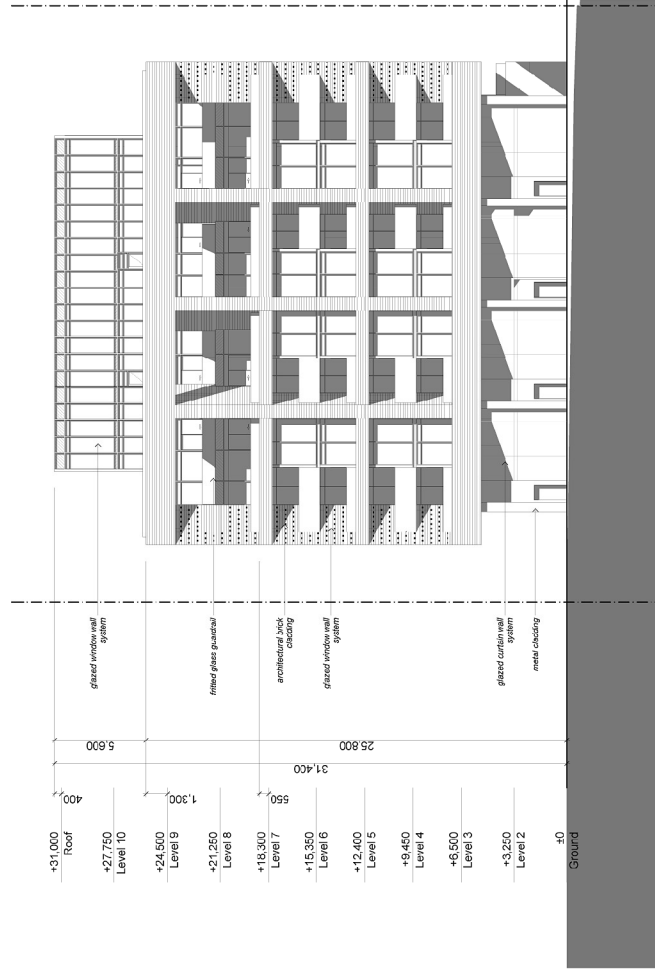 glazed window wall
system
fritted glass guardrail
architectural brick
cladding
glazed window wall
system
glazed curtain wall
system
metal cladding
5,600
25,800
31,400
400
1,300
550
+31,000
Roof
+27,750
Level 10
+24,500
Level 9
+21,250
Level 8
+18,300
Level 7
+15,350
Level 6
+12,400
Level 5
+9,450
Level 4
+6,500
Level 3
+3,250
Level 2
±0
Ground